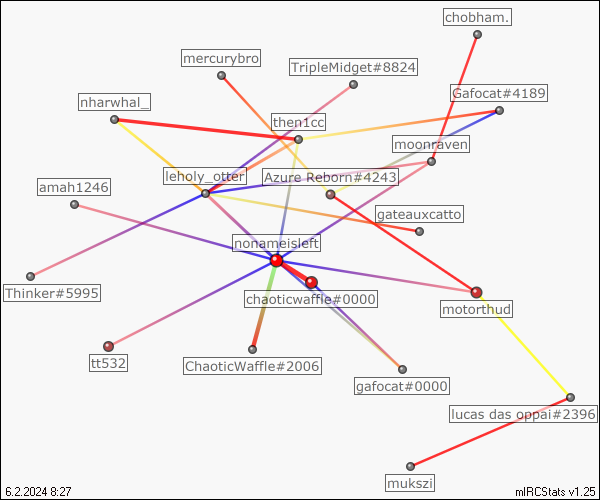 chobham.
mercurybro
TripleMidget#8824
Gafocat#4189
nharwhal_
then1cc
moonraven
leholy_otter
Azure Reborn#4243
amah1246
gateauxcatto
nonameisleft
Thinker#5995
chaoticwaffle#0000
motorthud
tt532
ChaoticWaffle#2006
gafocat#0000
lucas das oppai#2396
mukszi
6.2.2024 8:27
mIRCStats v1.25